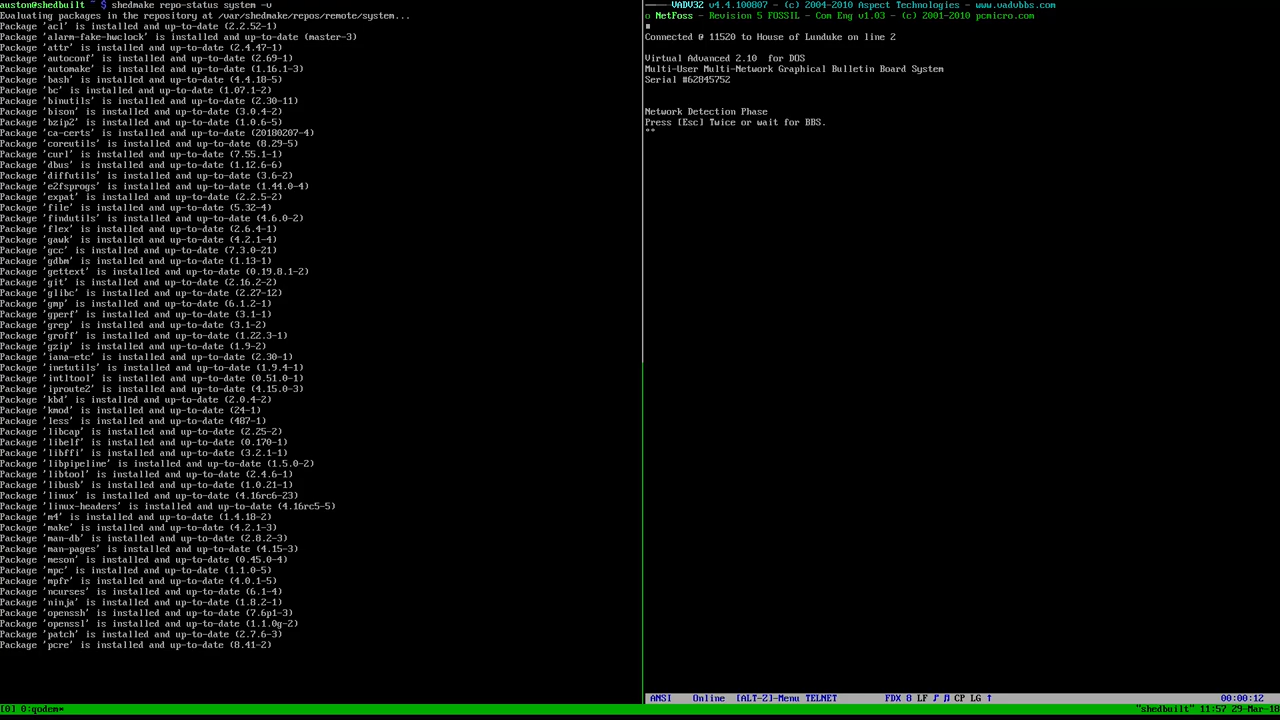 auston@shedbuilt ~ $ shedmake repo-status system -v
Evaluating packages in the repository at /var/shedmake/repos/remote/system...
Package 'acl' is installed and up-to-date (2.2.52-1)
Package 'alarm-fake-hwclock' is installed and up-to-date (master-3)
Package 'attr' is installed and up-to-date (2.4.47-1)
Package 'autoconf' is installed and up-to-date (2.69-1)
Package 'automake' is installed and up-to-date (1.16.1-3)
Package 'bash' is installed and up-to-date (4.4.18-5)
Package 'bc' is installed and up-to-date (1.07.1-2)
Package 'binutils' is installed and up-to-date (2.30-11)
Package 'bison' is installed and up-to-date (3.0.4-2)
Package 'bzip2' is installed and up-to-date (1.0.6-5)
Package 'ca-certs' is installed and up-to-date (20180207-4)
Package 'coreutils' is installed and up-to-date (8.29-5)
Package 'curl' is installed and up-to-date (7.55.1-1)
Package 'dbus' is installed and up-to-date (1.12.6-6)
Package 'diffutils' is installed and up-to-date (3.6-2)
Package 'e2fsprogs' is installed and up-to-date (1.44.0-4)
Package 'expat' is installed and up-to-date (2.2.5-2)
Package 'file' is installed and up-to-date (5.32-4)
Package 'findutils' is installed and up-to-date (4.6.0-2)
Package 'flex' is installed and up-to-date (2.6.4-1)
Package 'gawk' is installed and up-to-date (4.2.1-4)
Package 'gcc' is installed and up-to-date (7.3.0-21)
Package 'gdbm' is installed and up-to-date (1.13-1)
Package 'gettext' is installed and up-to-date (0.19.8.1-2)
Package 'git' is installed and up-to-date (2.16.2-2)
Package 'glibc' is installed and up-to-date (2.27-12)
Package 'gmp' is installed and up-to-date (6.1.2-1)
Package 'gperf' is installed and up-to-date (3.1-1)
Package 'grep' is installed and up-to-date (3.1-2)
Package 'groff' is installed and up-to-date (1.22.3-1)
Package 'gzip' is installed and up-to-date (1.9-2)
Package 'iana-etc' is installed and up-to-date (2.30-1)
Package 'inetutils' is installed and up-to-date (1.9.4-1)
Package 'intltool' is installed and up-to-date (0.51.0-1)
Package 'iproute2' is installed and up-to-date (4.15.0-3)
Package 'kbd' is installed and up-to-date (2.0.4-2)
Package 'kmod' is installed and up-to-date (24-1)
Package 'less' is installed and up-to-date (487-1)
Package 'libcap' is installed and up-to-date (2.25-2)
Package 'libelf' is installed and up-to-date (0.170-1)
Package 'libffi' is installed and up-to-date (3.2.1-1)
Package 'libpipeline' is installed and up-to-date (1.5.0-2)
Package 'libtool' is installed and up-to-date (2.4.6-1)
Package 'libusb' is installed and up-to-date (1.0.21-1)
Package 'linux' is installed and up-to-date (4.16rc6-23)
Package 'linux-headers' is installed and up-to-date (4.16rc5-5)
Package 'm4' is installed and up-to-date (1.4.18-2)
Package 'make' is installed and up-to-date (4.2.1-3)
Package 'man-db' is installed and up-to-date (2.8.2-3)
Package 'man-pages' is installed and up-to-date (4.15-3)
Package 'meson' is installed and up-to-date (0.45.0-4)
Package 'mpc' is installed and up-to-date (1.1.0-5)
Package 'mpfr' is installed and up-to-date (4.0.1-5)
Package 'ncurses' is installed and up-to-date (6.1-4)
Package 'ninja' is installed and up-to-date (1.8.2-1)
Package 'openssh' is installed and up-to-date (7.6p1-3)
Package 'openssl' is installed and up-to-date (1.1.0g-2)
Package 'patch' is installed and up-to-date (2.7.6-3)
Package 'pcre' is installed and up-to-date (8.41-2)
──── VADV32 v4.4.100807 - (c) 2004-2010 Aspect Technologies - www.vadvbbs.com
o NetFoss - Revision 5 FOSSIL - Com Eng v1.03 - (c) 2001-2010 pcmicro.com
■
Connected @ 11520 to House of Lunduke on line 2
Virtual Advanced 2.10  for DOS
Multi-User Multi-Network Graphical Bulletin Board System
Serial #62845752
Network Detection Phase
Press [Esc] Twice or wait for BBS.
**
ANSI Online [ALT-Z]-Menu TELNET FDX 8 LF ♪ ♫ CP LG ↑ 00:00:12
[0] 0:qodem* "shedbuilt" 11:57 29-Mar-18